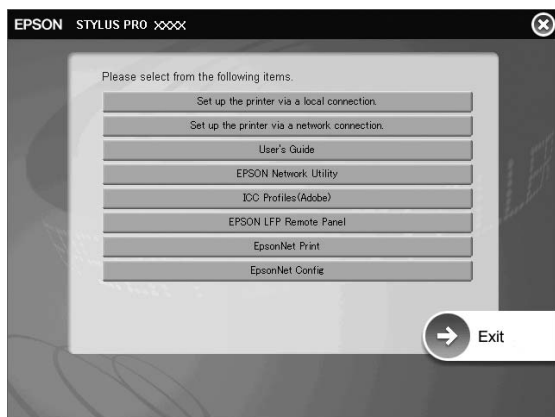 EPSON STYLUS PRO XXXX
Please select from the following items.
Set up the printer via a local connection.
Set up the printer via a network connection.
User's Guide
EPSON Network Utility
ICC Profiles(Adobe)
EPSON LFP Remote Panel
EpsonNet Print
EpsonNet Config
Exit